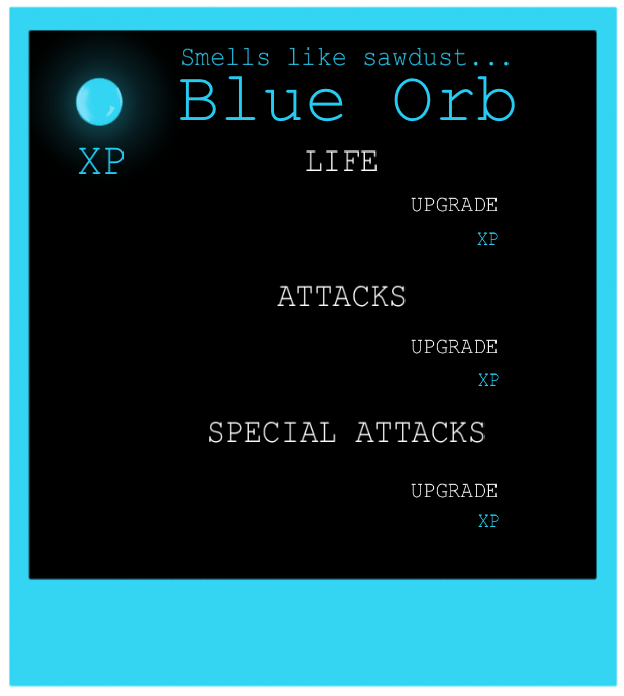 Smells like sawdust...
Blue Orb
XP
LIFE
UPGRADE
XP
ATTACKS
UPGRADE
XP
SPECIAL ATTACKS
UPGRADE
XP